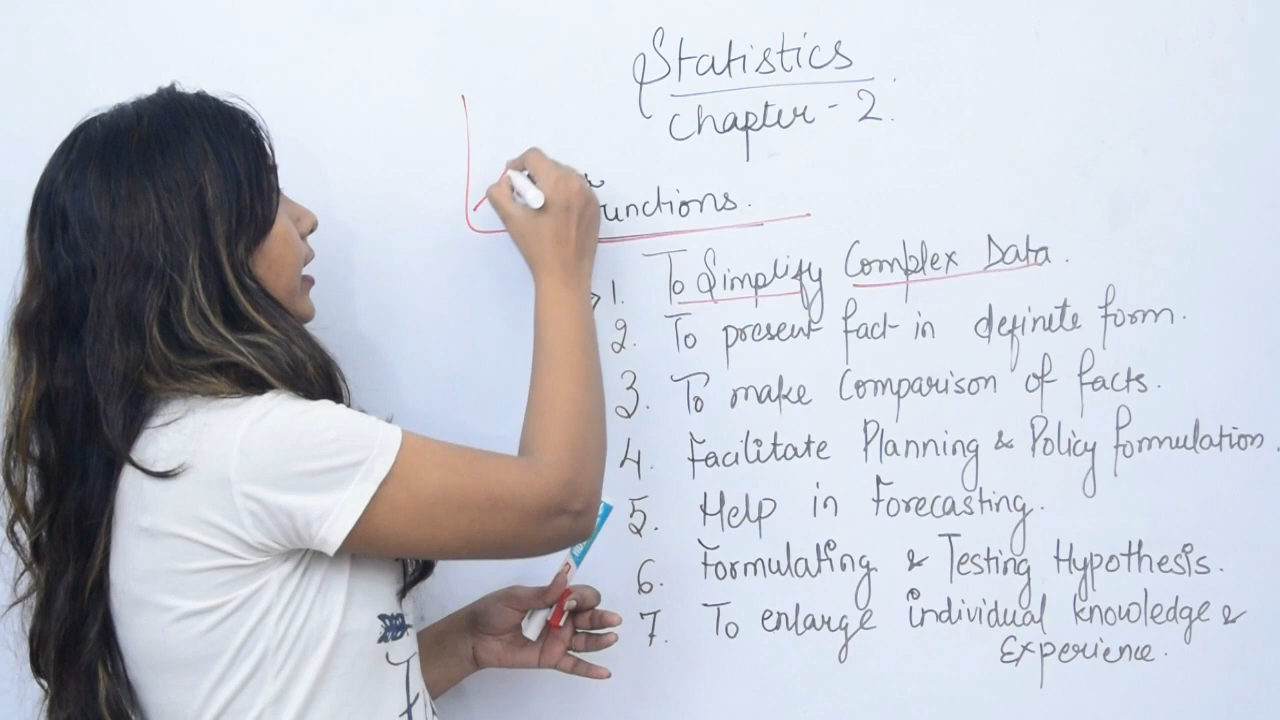 Statistics
Chapter - 2.
Functions.
1. To Simplify Complex Data.
2. To present fact in definite form.
3. To make Comparison of facts.
4. Facilitate Planning & Policy formulation.
5. Help in Forecasting.
6. Formulating & Testing Hypothesis.
7. To enlarge individual knowledge &
Experience.